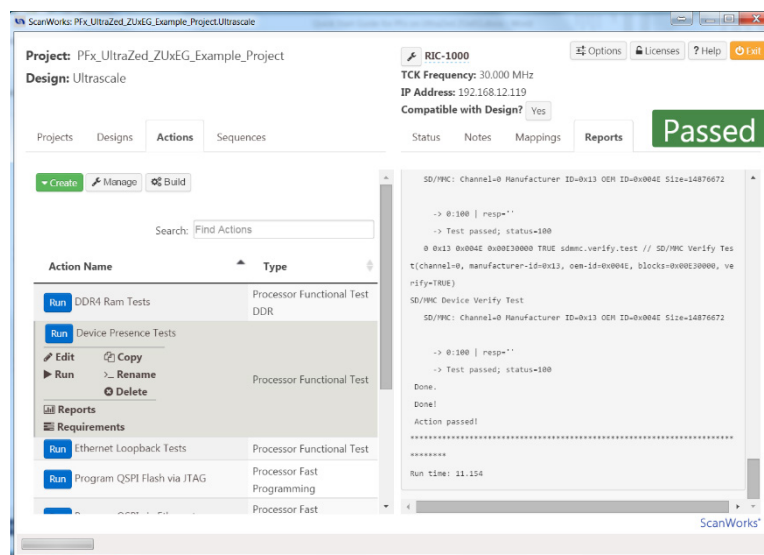 ScanWorks: PFx_UltraZed_ZUxEG_Example_Project.Ultrascale
Project: PFx_UltraZed_ZUxEG_Example_Project
Design: Ultrascale
RIC-1000
TCK Frequency: 30.000 MHz
IP Address: 192.168.12.119
Compatible with Design? Yes
Options
Licenses
? Help
Exit
Projects
Designs
Actions
Sequences
Status
Notes
Mappings
Reports
Passed
Create
Manage
Build
Search: Find Actions
Action Name
Type
Run DDR4 Ram Tests
Processor Functional Test
DDR
Run Device Presence Tests
Edit
Copy
Run
>_ Rename
Delete
Reports
Requirements
Processor Functional Test
Run Ethernet Loopback Tests
Processor Functional Test
Run Program QSPI Flash via JTAG
Processor Fast
Programming
Processor Fast
SD/MMC: Channel=0 Manufacturer ID=0x13 OEM ID=0x004E Size=14876672
-> 0:100 | resp=''
-> Test passed; status=100
0 0x13 0x004E 0x00E30000 TRUE sdmmc.verify.test // SD/MMC Verify Tes
t(channel=0, manufacturer-id=0x13, oem-id=0x004E, blocks=0x00E30000, ve
rify=TRUE)
SD/MMC Device Verify Test
SD/MMC: Channel=0 Manufacturer ID=0x13 OEM ID=0x004E Size=14876672
-> 0:100 | resp=''
-> Test passed; status=100
Done.
Done!
Action passed!
Run time: 11.154
ScanWorks